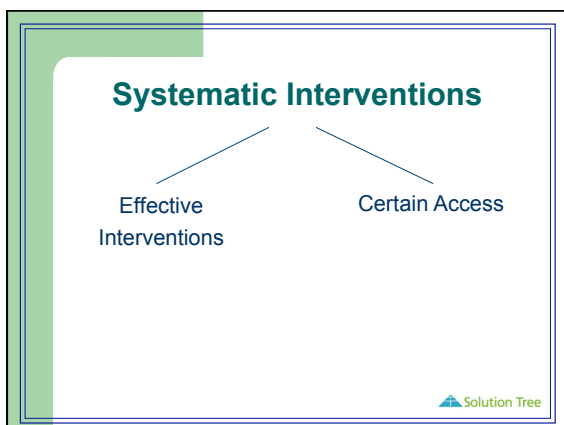 Systematic Interventions
Effective
Interventions
Certain Access
Solution Tree